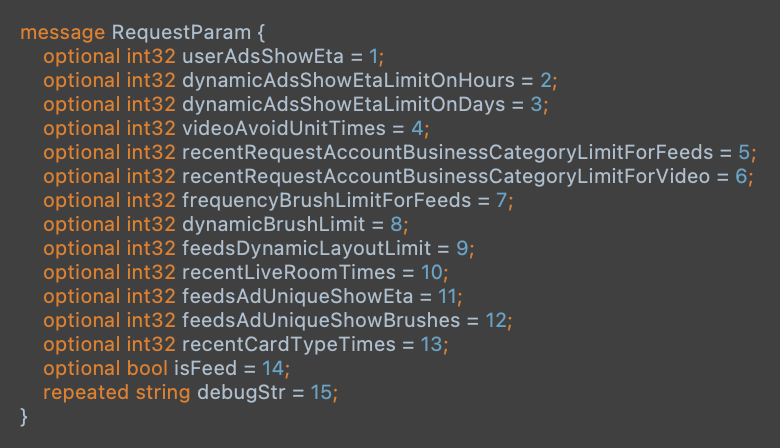 message RequestParam {
optional int32 userAdsShowEta = 1;
optional int32 dynamicAdsShowEtaLimitOnHours = 2;
optional int32 dynamicAdsShowEtaLimitOnDays = 3;
optional int32 videoAvoidUnitTimes = 4;
optional int32 recentRequestAccountBusinessCategoryLimitForFeeds = 5;
optional int32 recentRequestAccountBusinessCategoryLimitForVideo = 6;
optional int32 frequencyBrushLimitForFeeds = 7;
optional int32 dynamicBrushLimit = 8;
optional int32 feedsDynamicLayoutLimit = 9;
optional int32 recentLiveRoomTimes = 10;
optional int32 feedsAdUniqueShowEta = 11;
optional int32 feedsAdUniqueShowBrushes = 12;
optional int32 recentCardTypeTimes = 13;
optional bool isFeed = 14;
repeated string debugStr = 15;
}